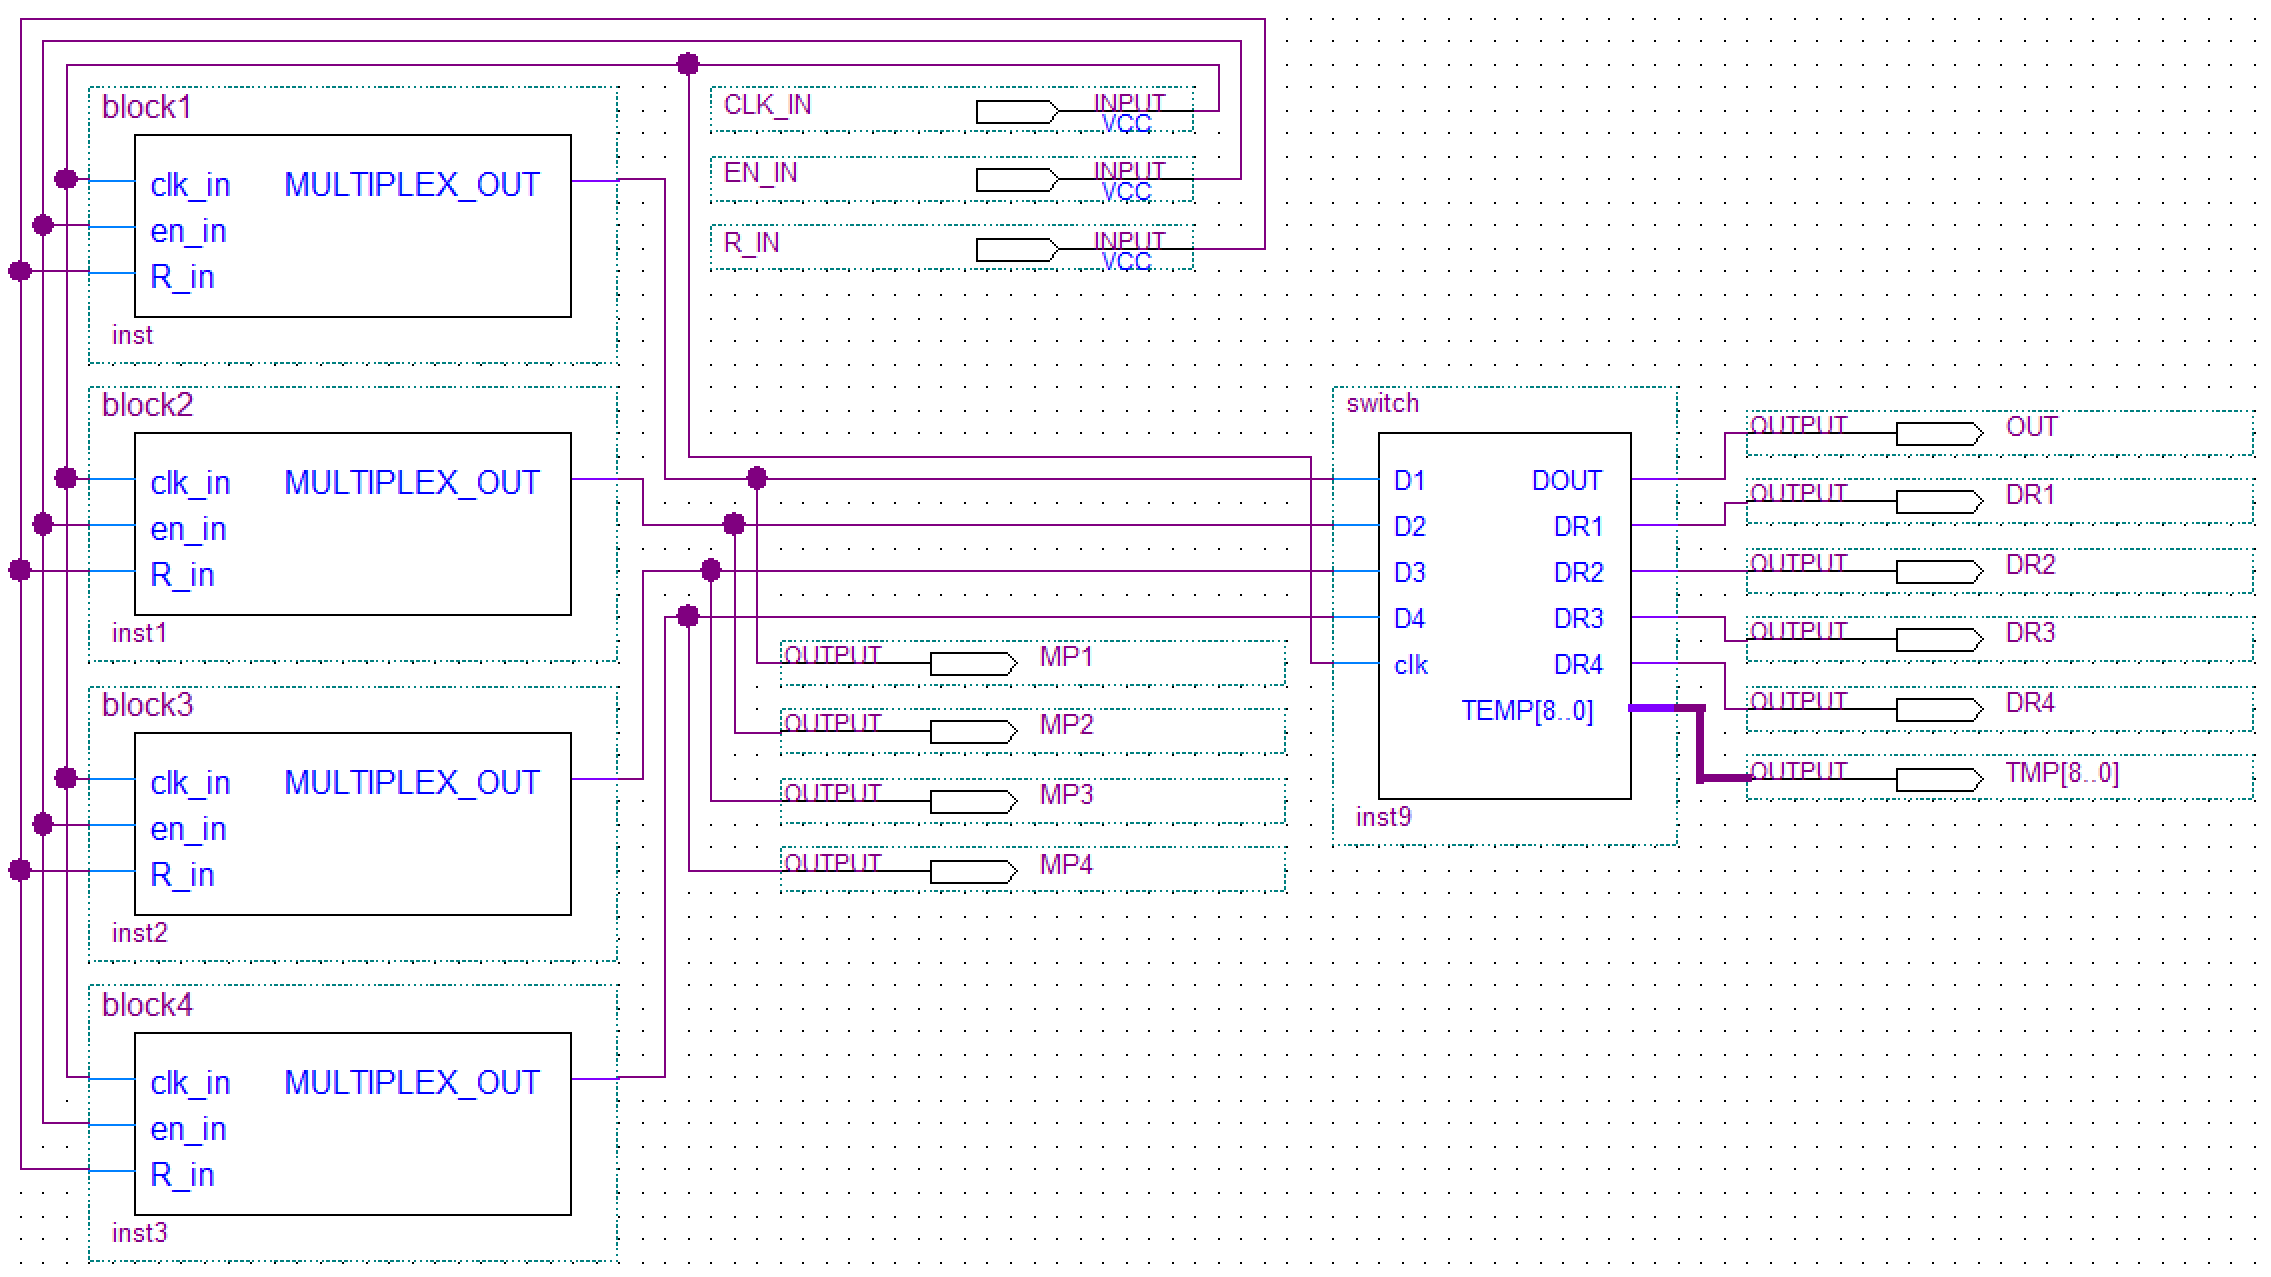 block1
clk_in MULTIPLEX_OUT
en_in
R_in
inst
block2
clk_in MULTIPLEX_OUT
en_in
R_in
inst1
block3
clk_in MULTIPLEX_OUT
en_in
R_in
inst2
block4
clk_in MULTIPLEX_OUT
en_in
R_in
inst3
CLK_IN INPUT
VCC
EN_IN INPUT
VCC
R_IN INPUT
VCC
OUTPUT MP1
OUTPUT MP2
OUTPUT MP3
OUTPUT MP4
switch
D1 DOUT
D2 DR1
D3 DR2
D4 DR3
clk DR4
TEMP[8..0]
inst9
OUTPUT OUT
OUTPUT DR1
OUTPUT DR2
OUTPUT DR3
OUTPUT DR4
OUTPUT TMP[8..0]